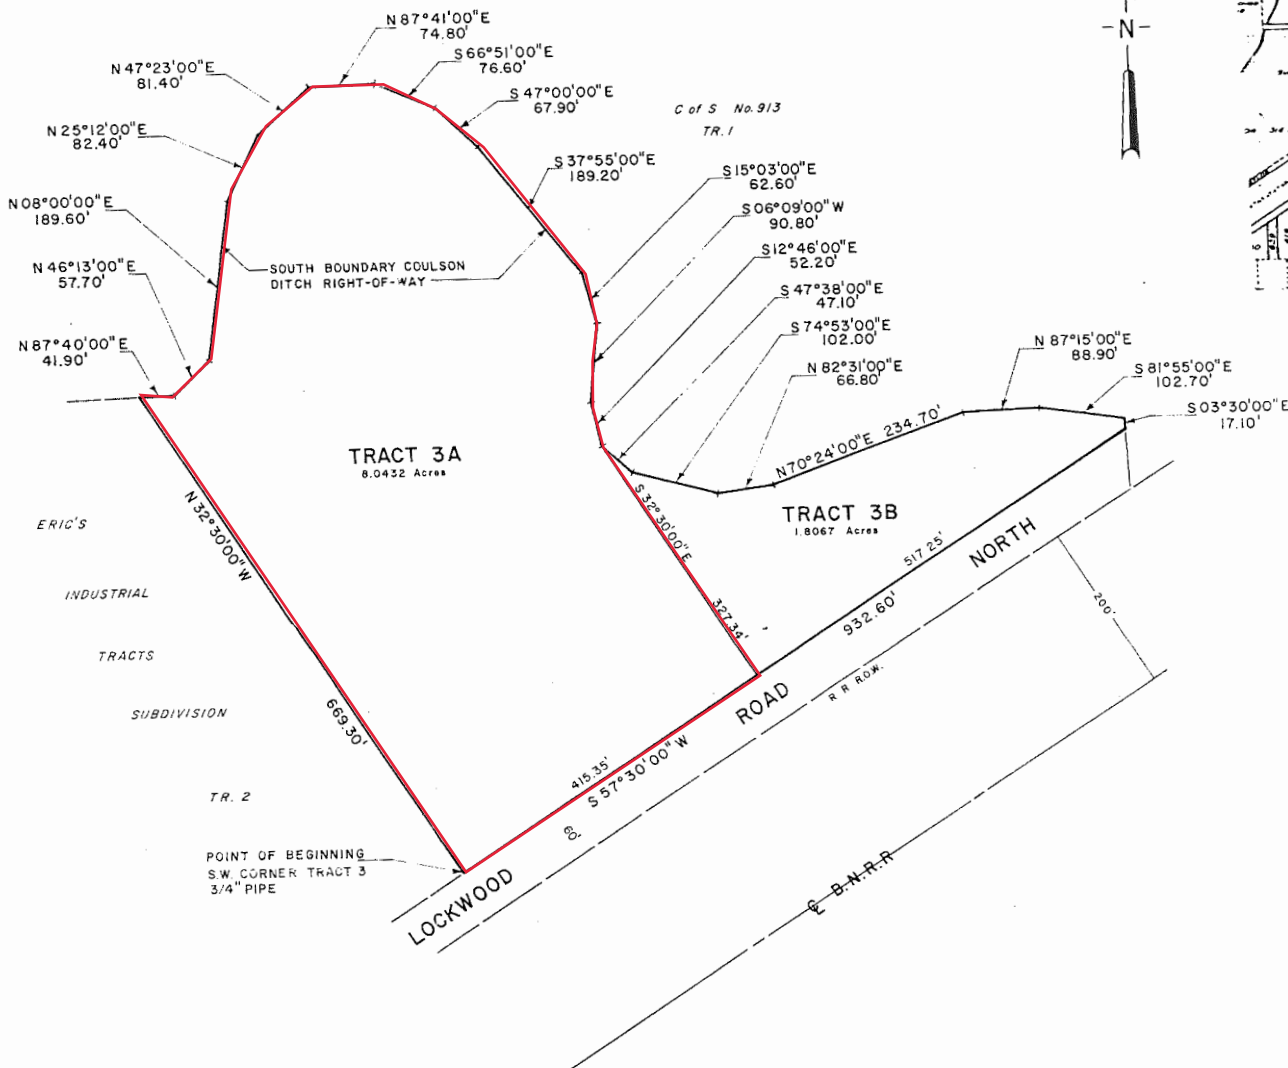 N 87°41'00"E
74.80'
S 66°51'00"E
76.60'
N 47°23'00"E
81.40'
S 47°00'00"E
67.90'
C of S No. 913
TR. 1
N
N 25°12'00"E
82.40'
S 37°55'00"E
189.20'
S 15°03'00"E
62.60'
N 08°00'00"E
189.60'
S 06°09'00"W
90.80'
S 12°46'00"E
52.20'
N 46°13'00"E
57.70'
SOUTH BOUNDARY COULSON
DITCH RIGHT-OF-WAY
S 47°38'00"E
47.10'
S 74°53'00"E
102.00'
N 87°40'00"E
41.90'
N 82°31'00"E
66.80'
N 87°15'00"E
88.90'
S 81°55'00"E
102.70'
S 03°30'00"E
17.10'
N70°24'00"E 234.70'
TRACT 3A
8.0432 Acres
TRACT 3B
1.8067 Acres
N 32°30'00"W
669.30'
S 32°30'00"E
327.34'
517.25'
932.60'
NORTH
200'
ERIC'S
INDUSTRIAL
TRACTS
SUBDIVISION
TR. 2
ROAD
R R R.O.W.
415.35'
S 57°30'00"W
60'
POINT OF BEGINNING
S.W. CORNER TRACT 3
3/4" PIPE
LOCKWOOD
B.N.R.R